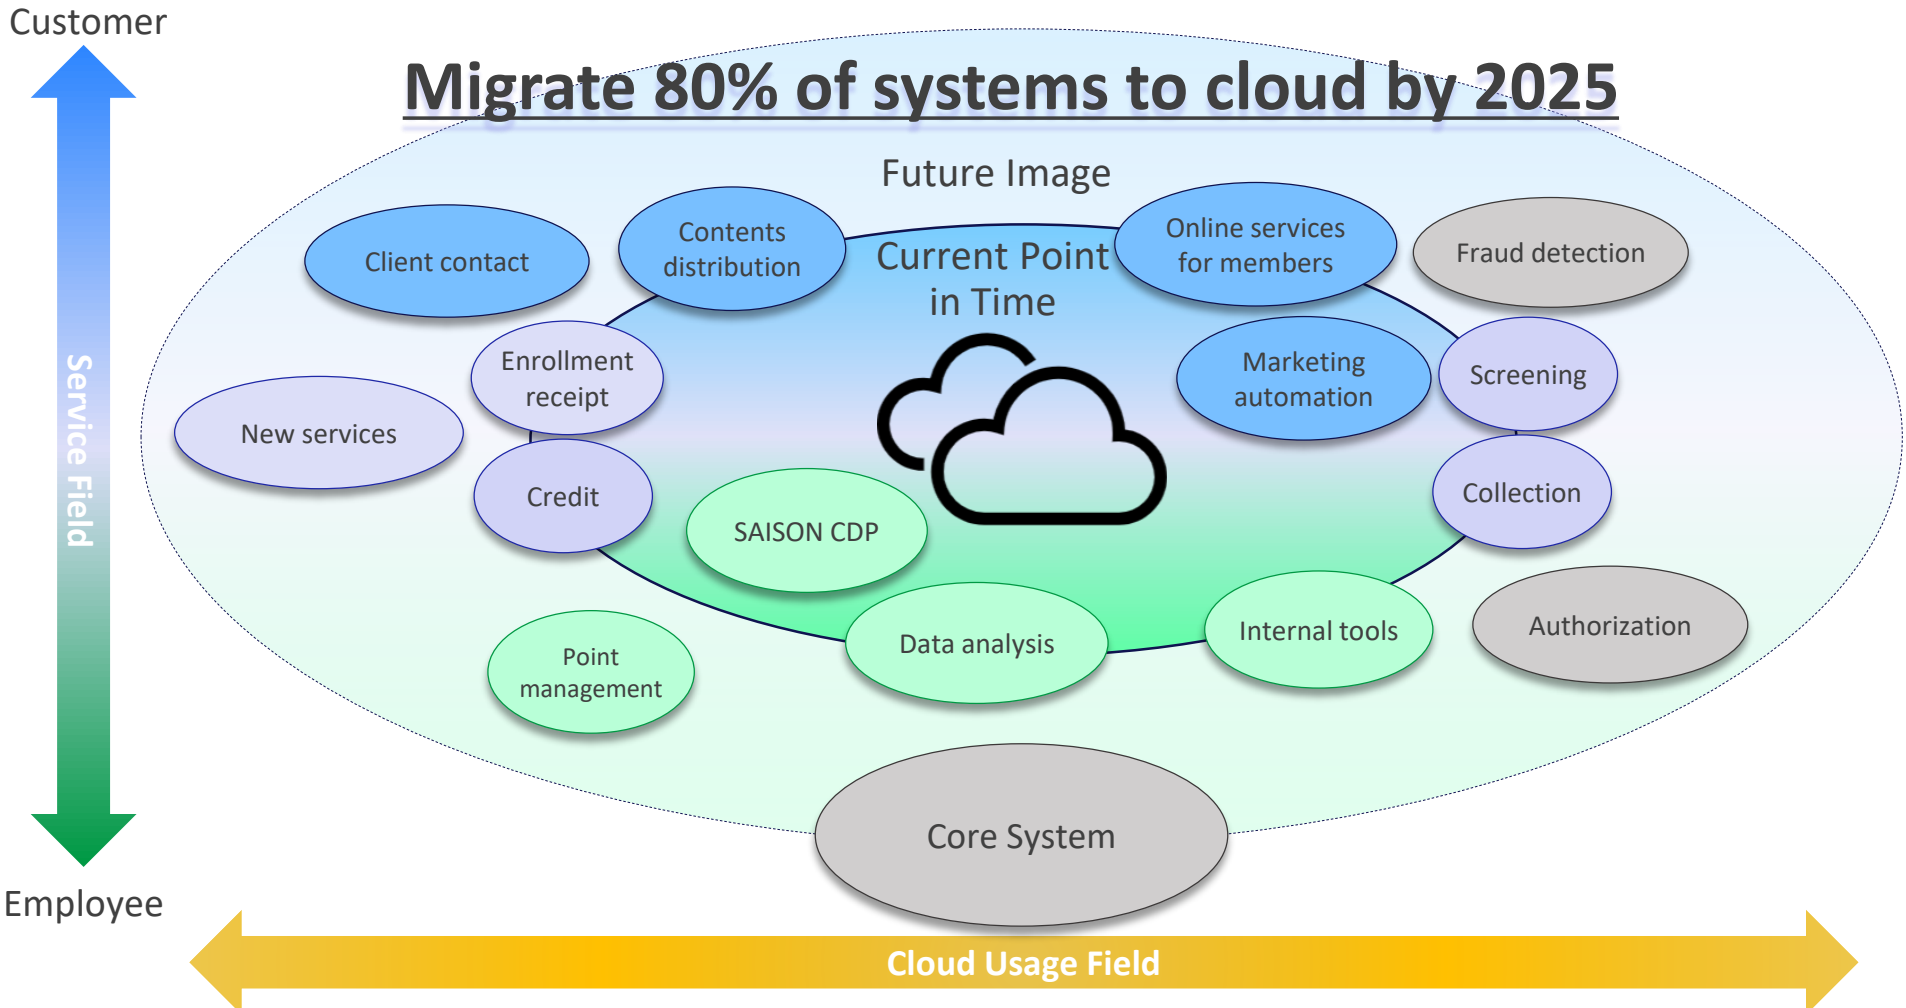 Customer
Migrate 80% of systems to cloud by 2025
Future Image
Client contact
Contents
distribution
Current Point
in Time
Online services
for members
Fraud detection
Enrollment
receipt
Marketing
automation
Screening
New services
Service Field
Credit
SAISON CDP
Collection
Point
management
Data analysis
Internal tools
Authorization
Core System
Employee
Cloud Usage Field